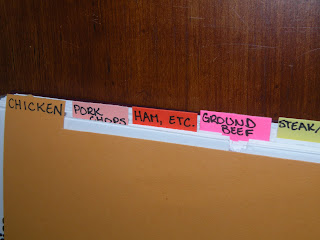 CHICKEN
PORK
CHOPS
HAM, ETC.
GROUND
BEEF
STEAK/